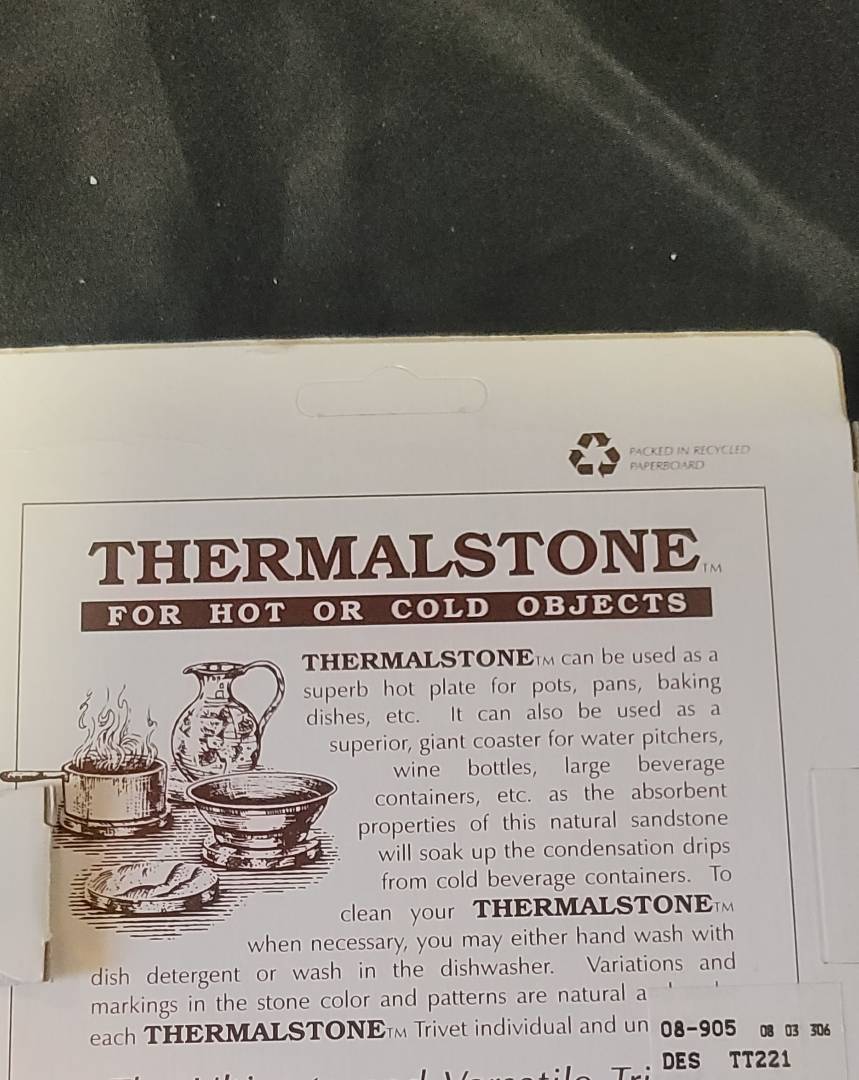 PACKED IN RECYCLED
PAPERBOARD
THERMALSTONE TM
FOR HOT OR COLD OBJECTS
THERMALSTONE TM can be used as a
superb hot plate for pots, pans, baking
dishes, etc. It can also be used as a
superior, giant coaster for water pitchers,
wine bottles, large beverage
containers, etc. as the absorbent
properties of this natural sandstone
will soak up the condensation drips
from cold beverage containers. To
clean your THERMALSTONE TM
when necessary, you may either hand wash with
dish detergent or wash in the dishwasher. Variations and
markings in the stone color and patterns are natural
each THERMALSTONE TM Trivet individual and
08-905 08 03 306
DES TT221